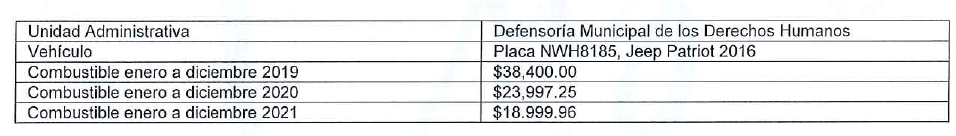 Unidad Administrativa Defensoría Municipal de los Derechos Humanos
Vehículo Placa NWH8185, Jeep Patriot 2016
Combustible enero a diciembre 2019 $38,400.00
Combustible enero a diciembre 2020 $23,997.25
Combustible enero a diciembre 2021 $18.999.96